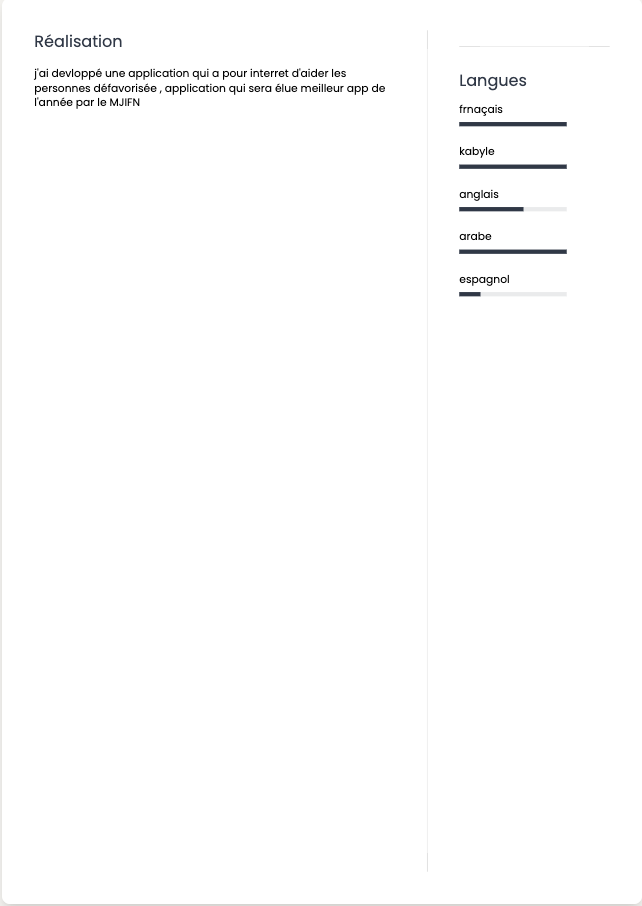 Réalisation
j'ai devloppé une application qui a pour interret d'aider les
personnes défavorisée , application qui sera élue meilleur app de
l'année par le MJIFN
Langues
frnaçais
kabyle
anglais
arabe
espagnol